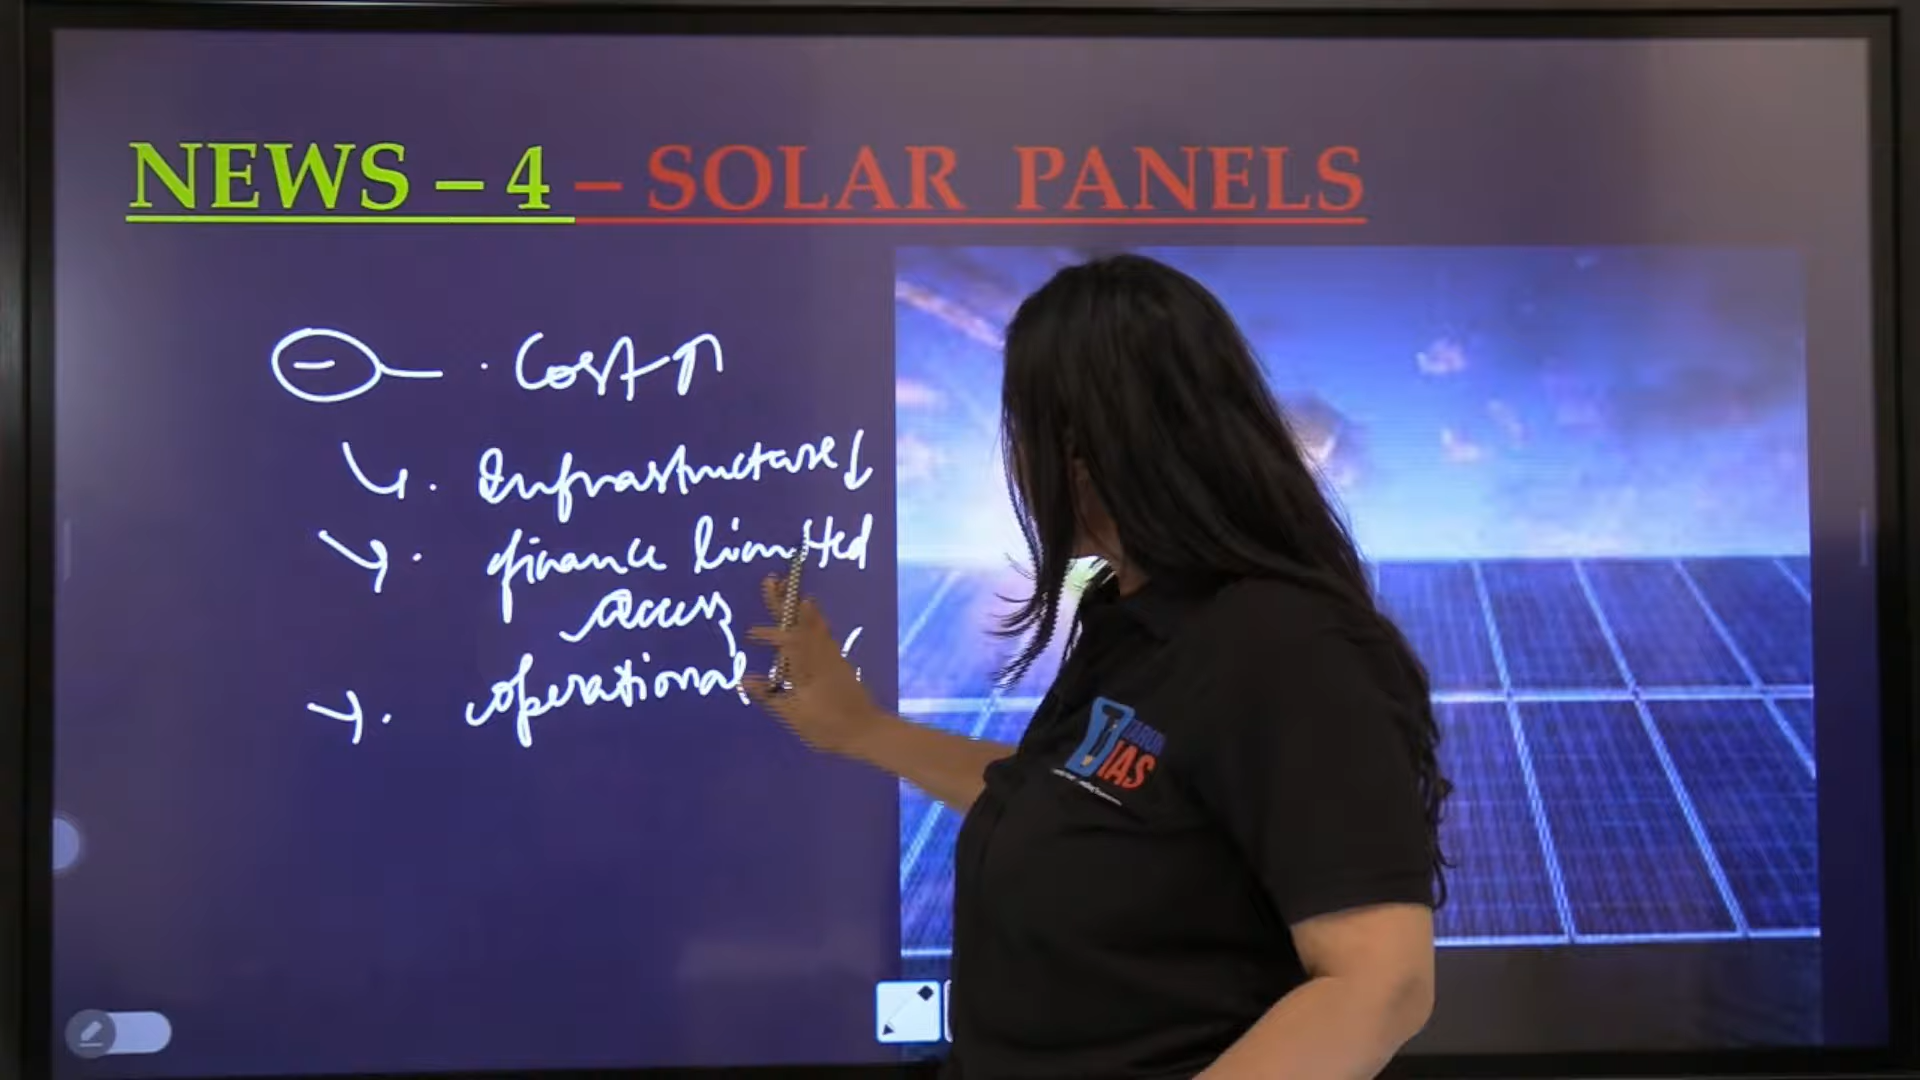 NEWS – 4 – SOLAR PANELS
– . Cost ↑
. Infrastructure ↓
. finance limited
access
. operational
IAS